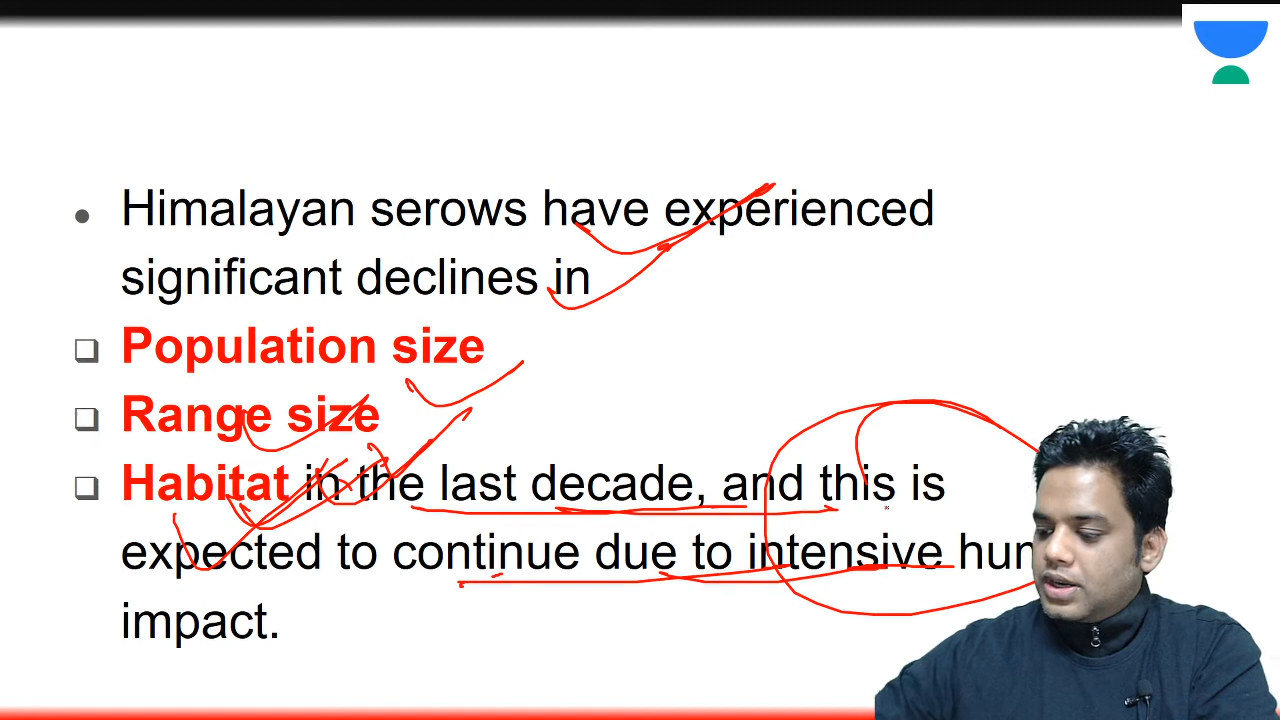 Himalayan serows have experienced
significant declines in
Population size
Range size
Habitat in the last decade, and this is
expected to continue due to intensive
impact.